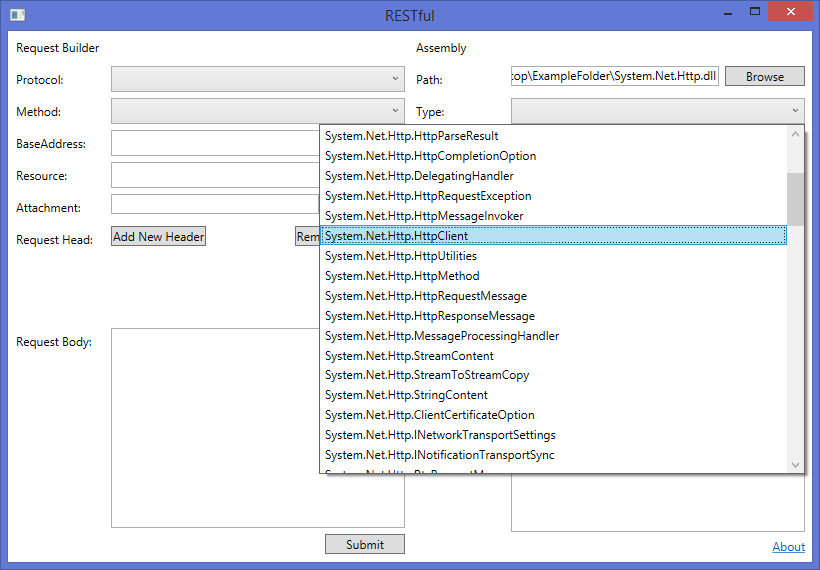 RESTful
Request Builder
Assembly
Protocol:
Path:
top\ExampleFolder\System.Net.Http.dll
Browse
Method:
Type:
BaseAddress:
Resource:
Attachment:
Request Head:
Add New Header
Rem
System.Net.Http.HttpParseResult
System.Net.Http.HttpCompletionOption
System.Net.Http.DelegatingHandler
System.Net.Http.HttpRequestException
System.Net.Http.HttpMessageInvoker
System.Net.Http.HttpClient
System.Net.Http.HttpUtilities
System.Net.Http.HttpMethod
System.Net.Http.HttpRequestMessage
System.Net.Http.HttpResponseMessage
System.Net.Http.MessageProcessingHandler
System.Net.Http.StreamContent
System.Net.Http.StreamToStreamCopy
System.Net.Http.StringContent
System.Net.Http.ClientCertificateOption
System.Net.Http.INetworkTransportSettings
System.Net.Http.INotificationTransportSync
Request Body:
Submit
About